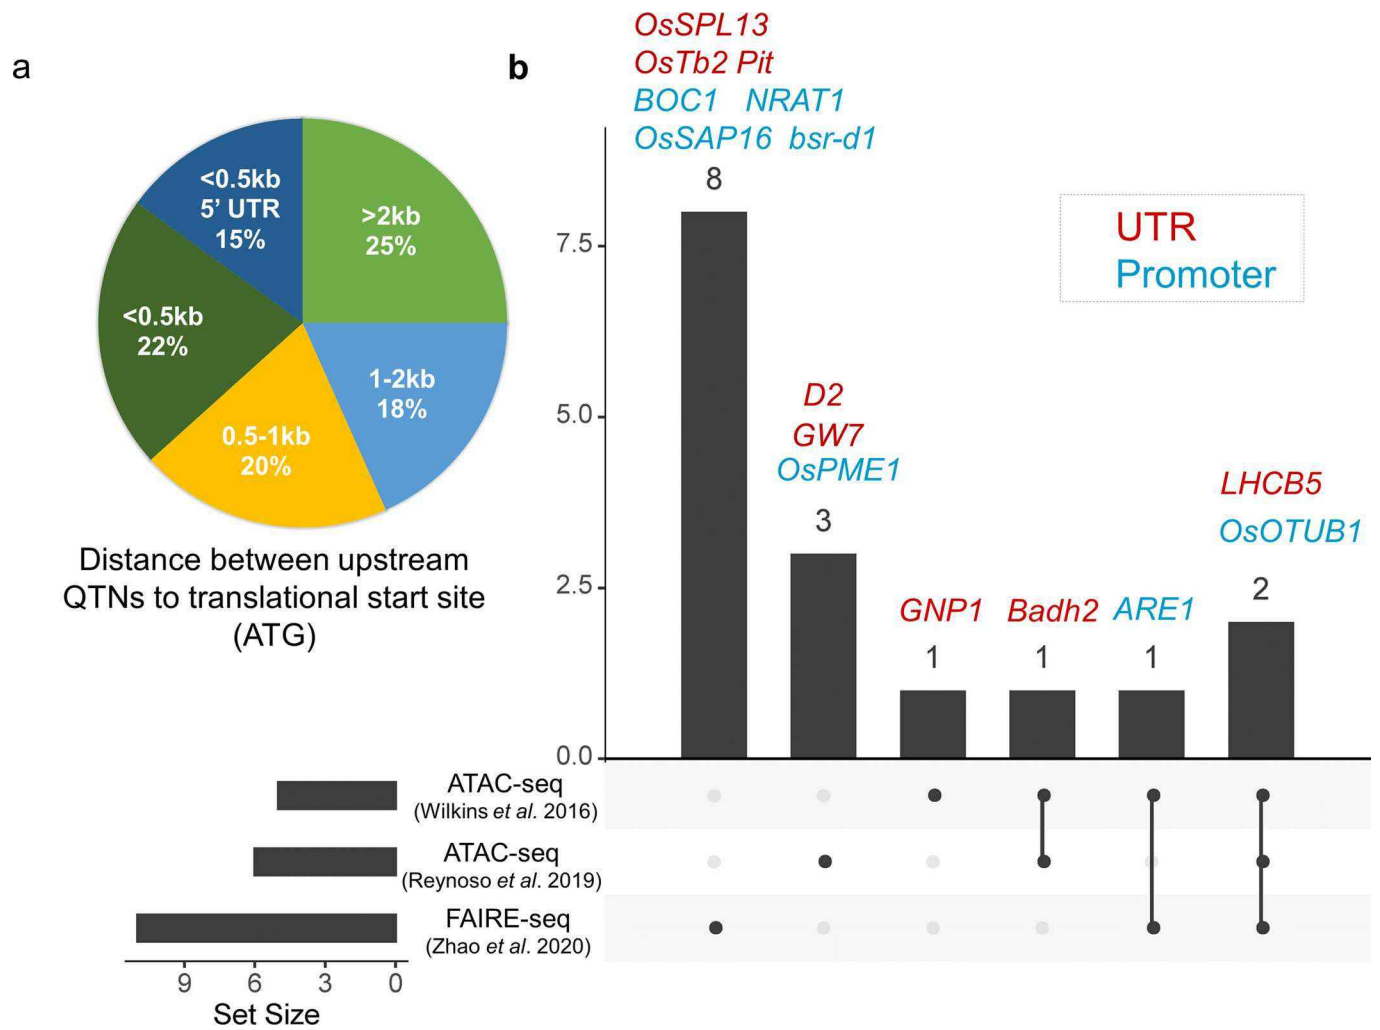 a
<0.5kb
5’ UTR
15%
>2kb
25%
<0.5kb
22%
1-2kb
18%
0.5-1kb
20%
Distance between upstream
QTNs to translational start site
(ATG)
b
OsSPL13
OsTb2 Pit
BOC1 NRAT1
OsSAP16 bsr-d1
8
UTR
Promoter
7.5
5.0
2.5
0.0
D2
GW7
OsPME1
3
GNP1
1
Badh2
1
ARE1
1
LHCB5
OsOTUB1
2
ATAC-seq
(Wilkins et al. 2016)
ATAC-seq
(Reynoso et al. 2019)
FAIRE-seq
(Zhao et al. 2020)
9 6 3 0
Set Size